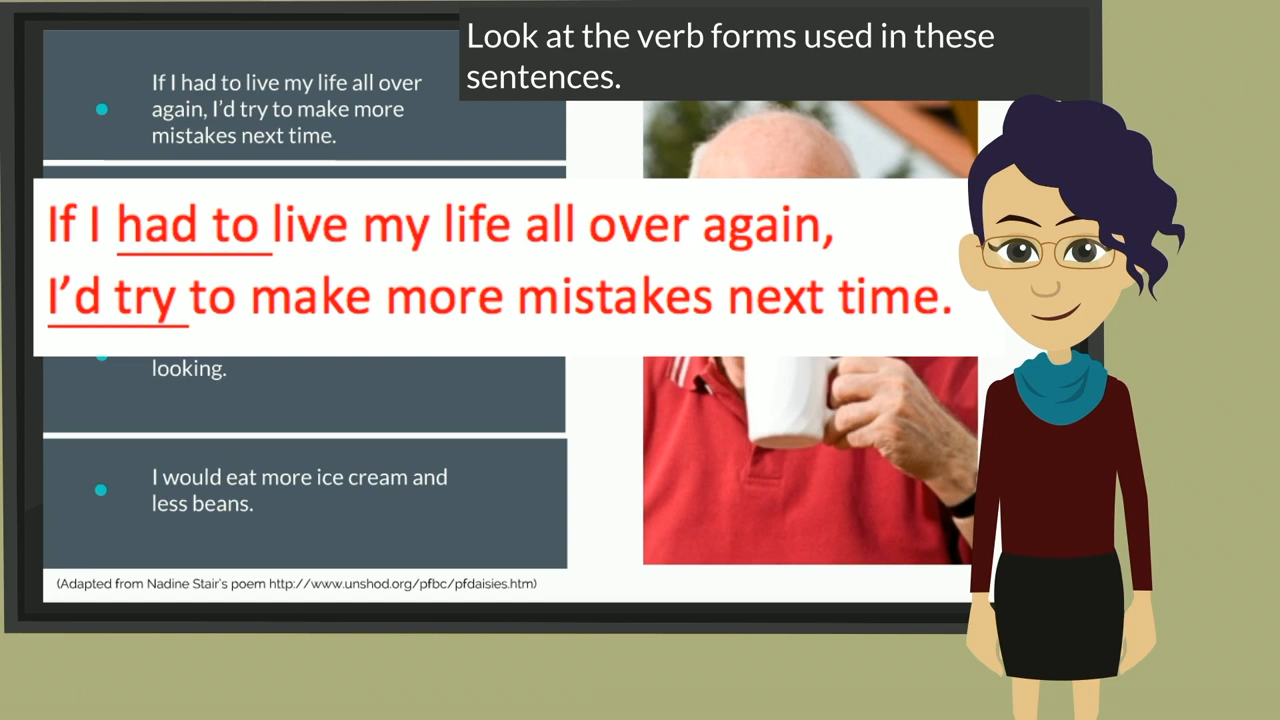 Look at the verb forms used in these
sentences.
If I had to live my life all over
again, I'd try to make more
mistakes next time.
If I had to live my life all over again,
I'd try to make more mistakes next time.
looking.
I would eat more ice cream and
less beans.
(Adapted from Nadine Stair's poem http://www.unshod.org/pfbc/pfdaisies.htm)